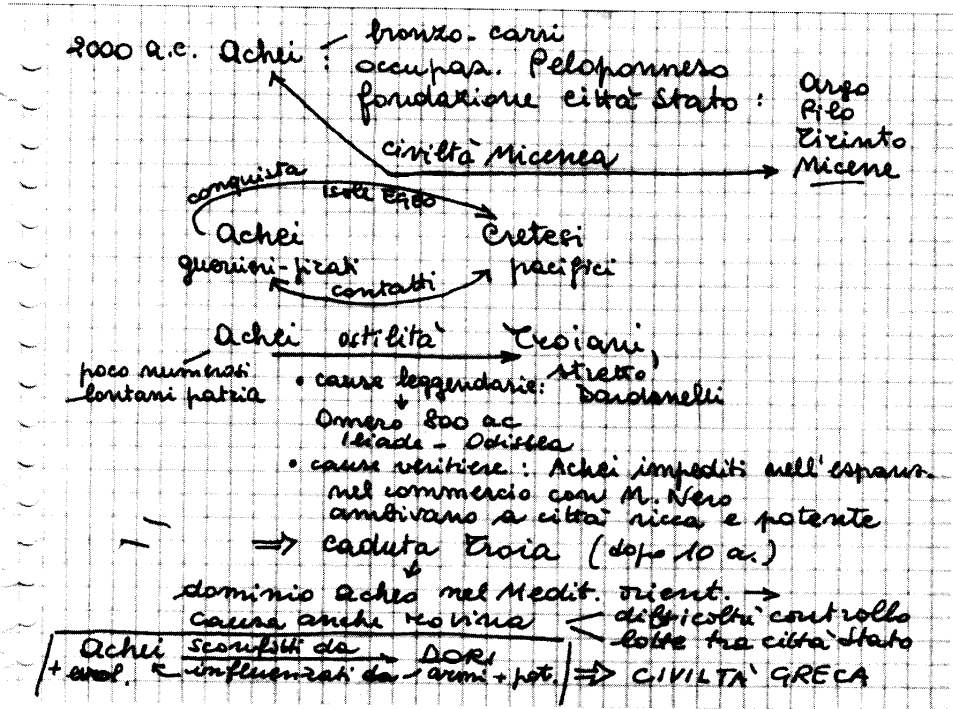 2000 a.c. Achei bronzo - carri
occupaz. Peloponneso
fondazione città Stato : Argo
Pilo
Tirinto
civiltà Micenea Micene
conquista
isole EGEO
Achei Cretesi
guerrieri - pirati pacifici
contatti
Achei ostilità Troiani,
poco numerosi stretto
lontani patria • cause leggendarie: Dardanelli
Omero 800 ac
Iliade - Odissea
• cause veritiere : Achei impediti nell'espans.
nel commercio con M. Nero
ambivano a città ricca e potente
⇒ caduta Troia (dopo 10 a.)
dominio acheo nel Medit. orient. →
causa anche rovina difficoltà controllo
lotte tra città Stato
Achei sconfitti da DORI
+ evol. influenzati da - armi + pot. ⇒ CIVILTÀ GRECA